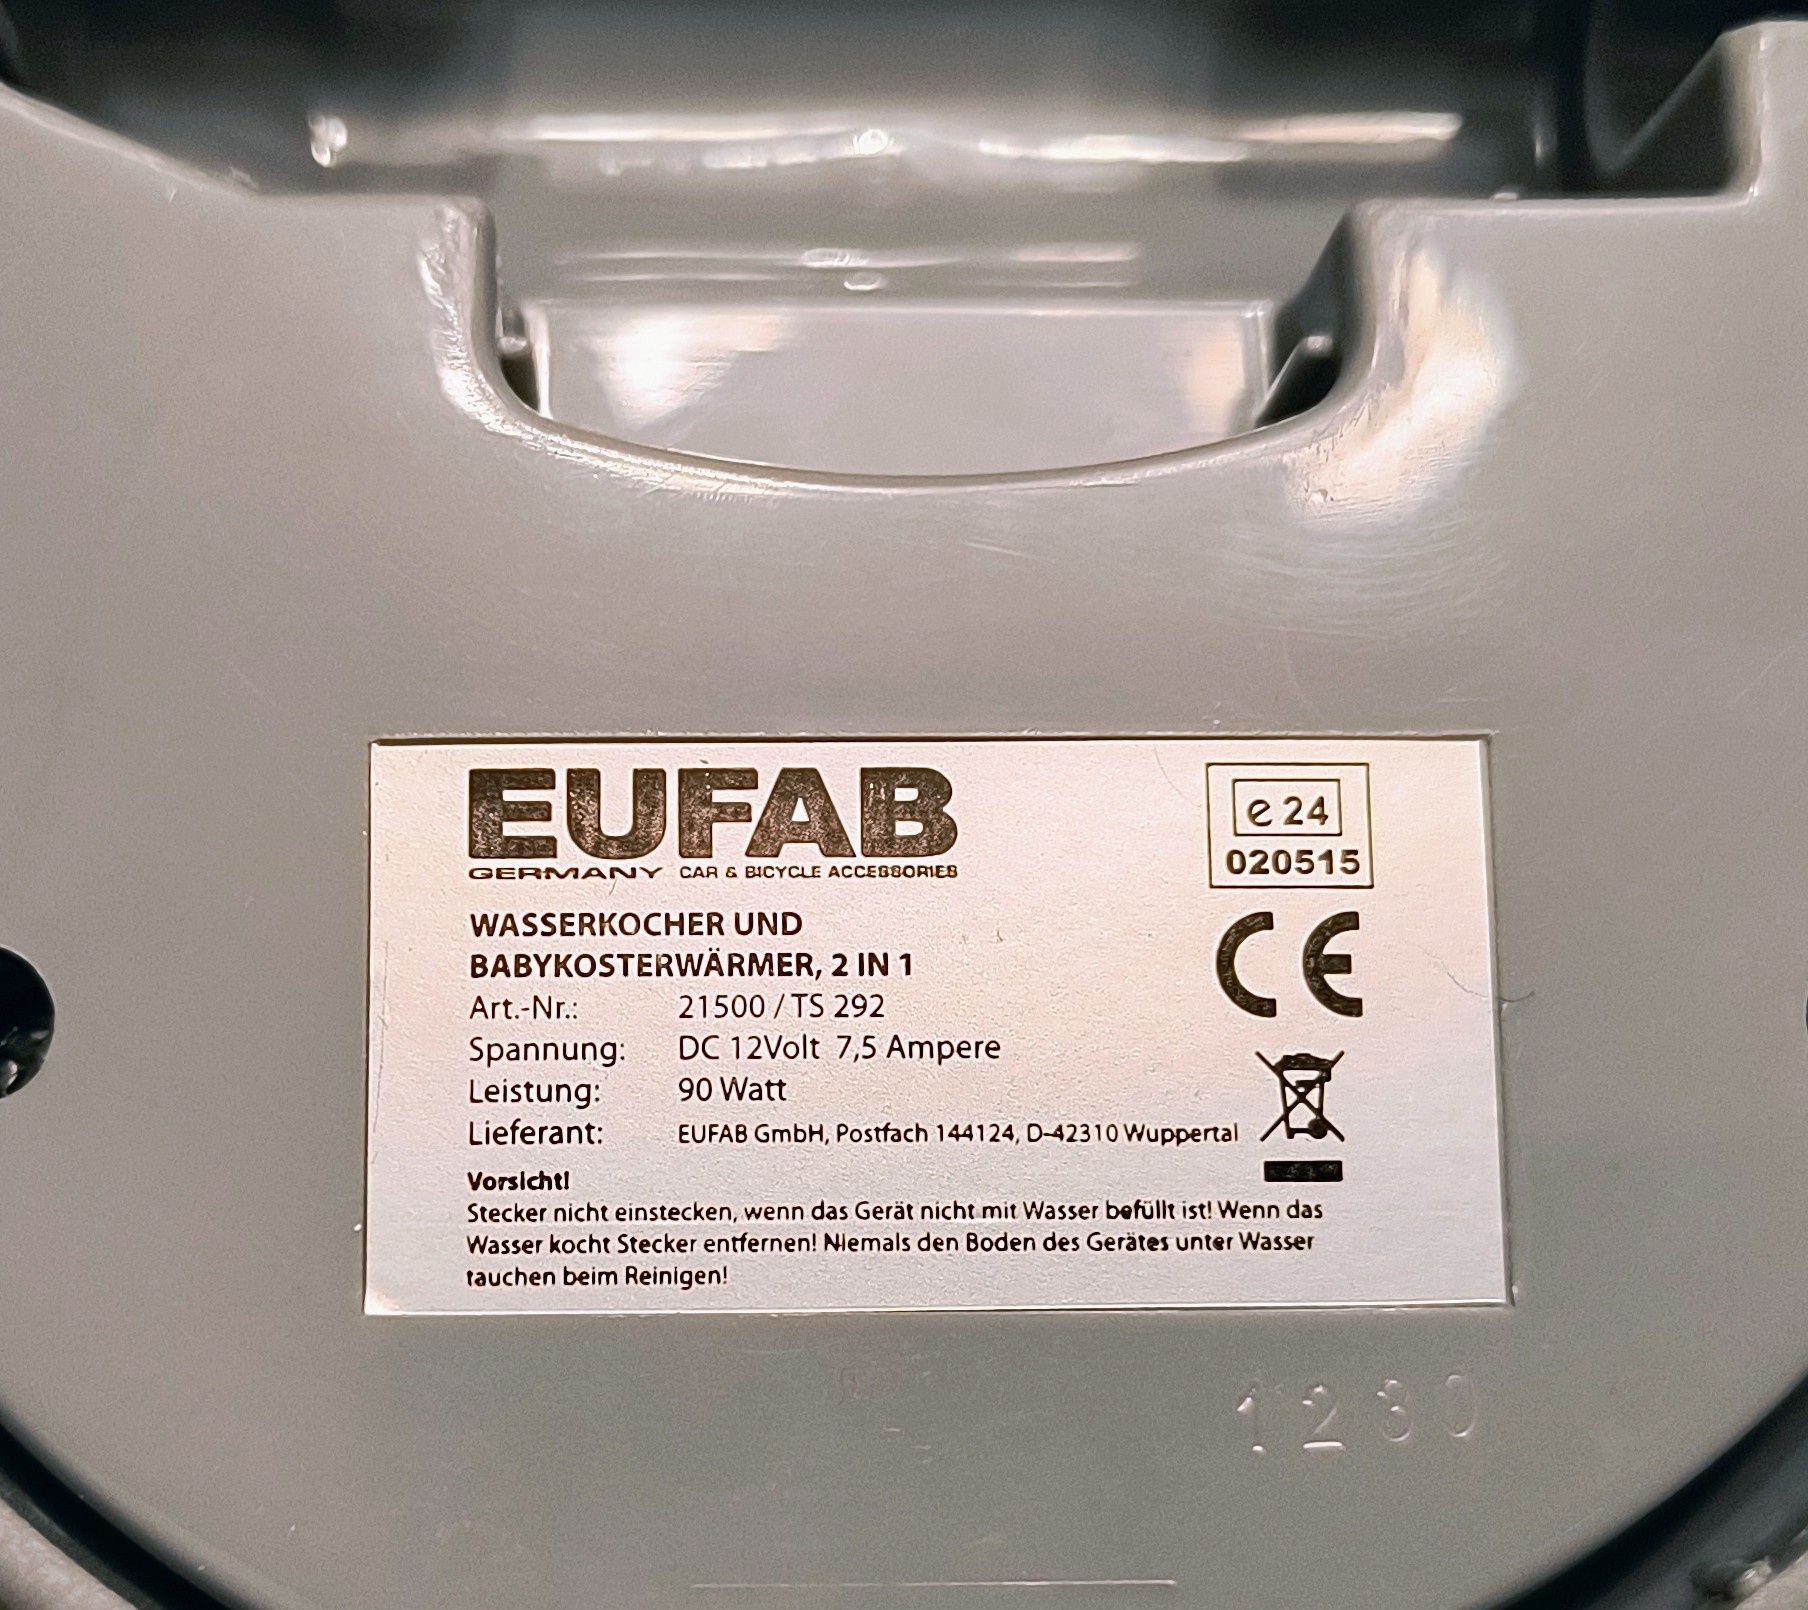 EUFAB
GERMANY CAR & BICYCLE ACCESSORIES
e 24
020515
CE
WASSERKOCHER UND
BABYKOSTERWÄRMER, 2 IN 1
Art.-Nr.: 21500 / TS 292
Spannung: DC 12Volt 7,5 Ampere
Leistung: 90 Watt
Lieferant: EUFAB GmbH, Postfach 144124, D-42310 Wuppertal
Vorsicht!
Stecker nicht einstecken, wenn das Gerät nicht mit Wasser befüllt ist! Wenn das
Wasser kocht Stecker entfernen! Niemals den Boden des Gerätes unter Wasser
tauchen beim Reinigen!
1230